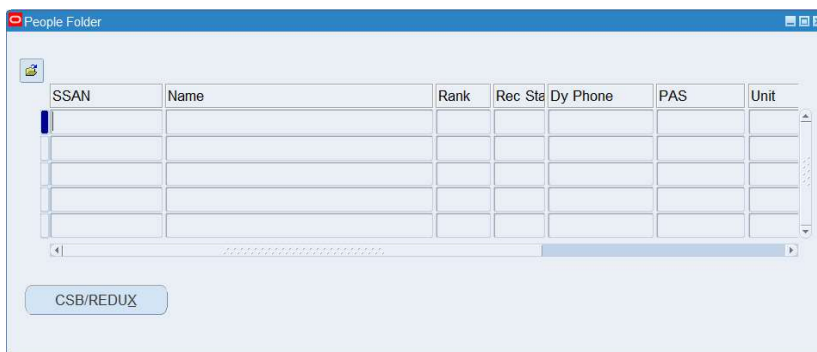 People Folder
SSAN Name Rank Rec Sta Dy Phone PAS Unit
CSB/REDUX